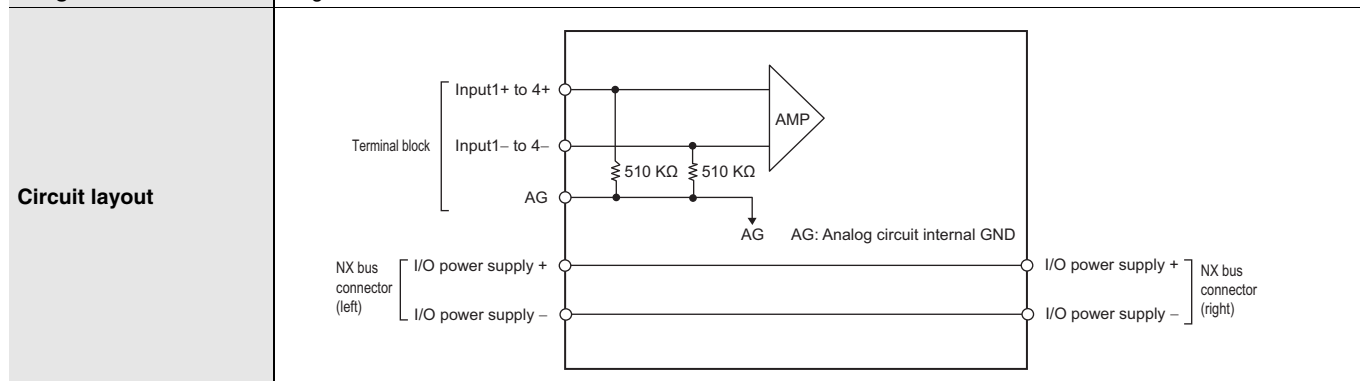 Circuit layout
Terminal block
Input1+ to 4+
Input1− to 4−
AG
AMP
510 KΩ
510 KΩ
AG
AG: Analog circuit internal GND
NX bus
connector
(left)
I/O power supply +
I/O power supply −
I/O power supply +
I/O power supply −
NX bus
connector
(right)